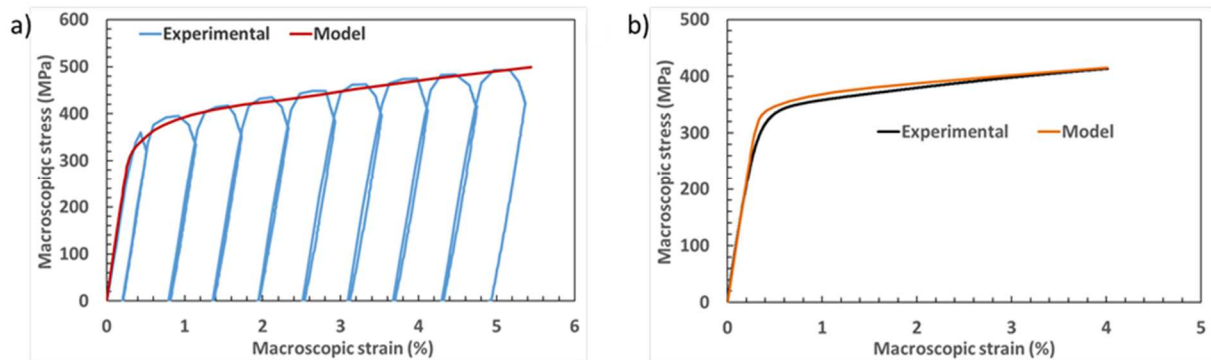 a)
Experimental Model
Macroscopiqc stress (MPa)
600
500
400
300
200
100
0
0 1 2 3 4 5 6
Macroscopic strain (%)
b)
Macroscopic stress (MPa)
500
400
300
200
100
0
Experimental Model
0 1 2 3 4 5
Macroscopic strain (%)